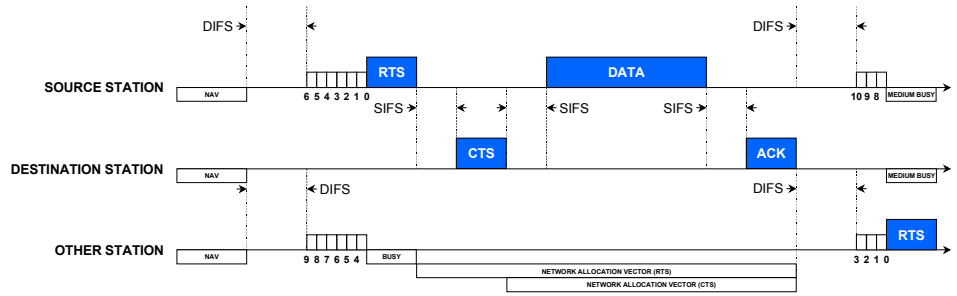 DIFS DIFS
RTS DATA
SOURCE STATION
NAV 6 5 4 3 2 1 0 10 9 8 MEDIUM BUSY
SIFS SIFS SIFS
CTS ACK
DESTINATION STATION
NAV MEDIUM BUSY
DIFS DIFS
RTS
OTHER STATION
NAV 9 8 7 6 5 4 BUSY 3 2 1 0
NETWORK ALLOCATION VECTOR (RTS)
NETWORK ALLOCATION VECTOR (CTS)